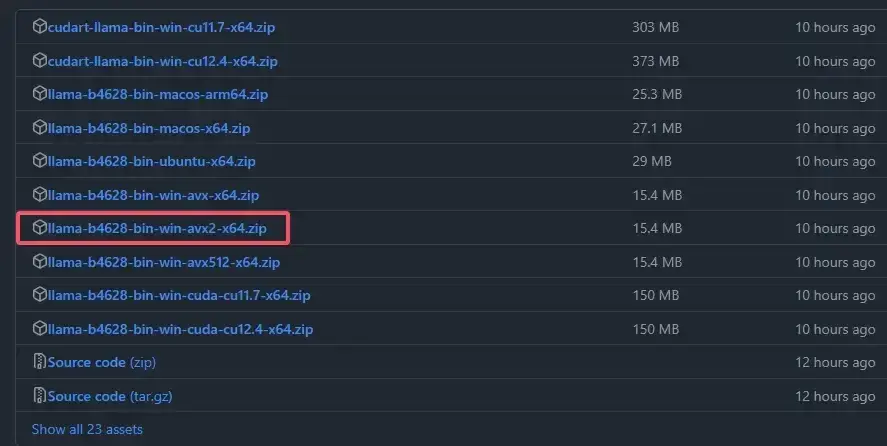 cudart-llama-bin-win-cu11.7-x64.zip 303 MB 10 hours ago
cudart-llama-bin-win-cu12.4-x64.zip 373 MB 10 hours ago
llama-b4628-bin-macos-arm64.zip 25.3 MB 10 hours ago
llama-b4628-bin-macos-x64.zip 27.1 MB 10 hours ago
llama-b4628-bin-ubuntu-x64.zip 29 MB 10 hours ago
llama-b4628-bin-win-avx-x64.zip 15.4 MB 10 hours ago
llama-b4628-bin-win-avx2-x64.zip 15.4 MB 10 hours ago
llama-b4628-bin-win-avx512-x64.zip 15.4 MB 10 hours ago
llama-b4628-bin-win-cuda-cu11.7-x64.zip 150 MB 10 hours ago
llama-b4628-bin-win-cuda-cu12.4-x64.zip 150 MB 10 hours ago
Source code (zip) 12 hours ago
Source code (tar.gz) 12 hours ago
Show all 23 assets